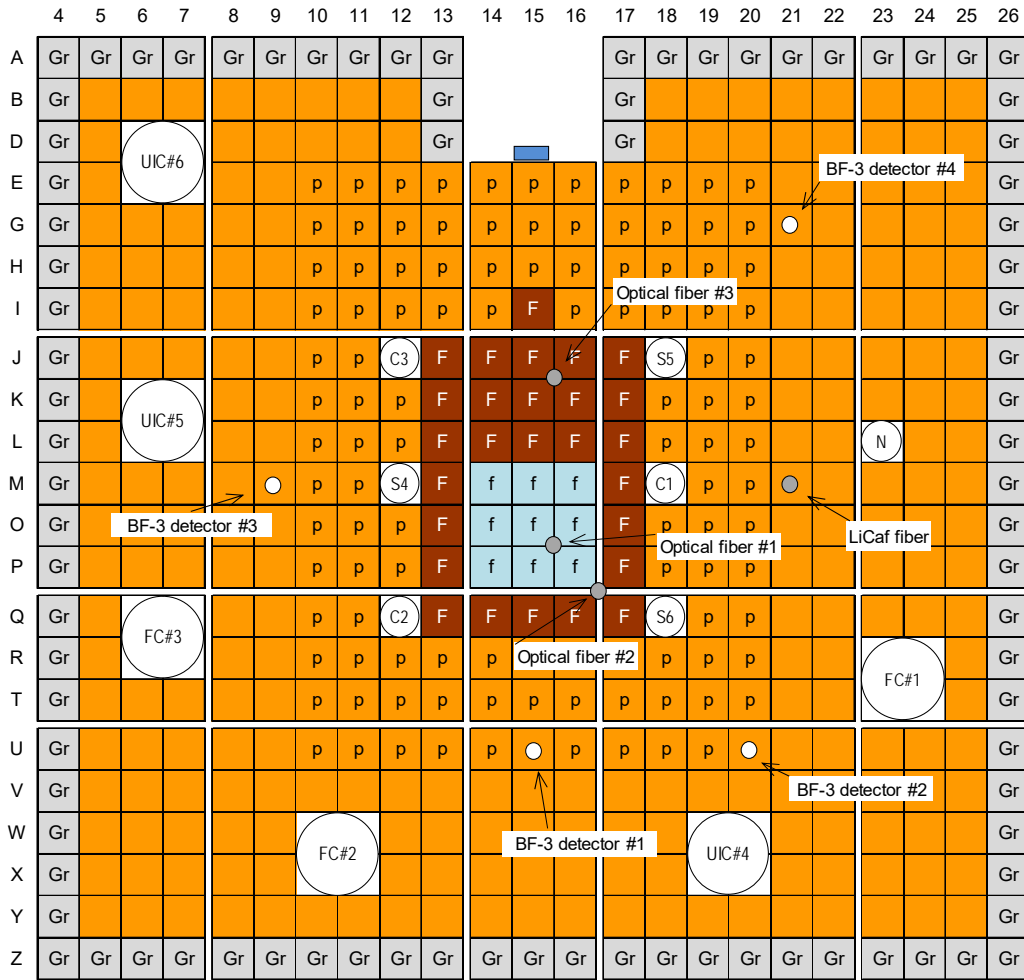 4 5 6 7 8 9 10 11 12 13 14 15 16 17 18 19 20 21 22 23 24 25 26
A Gr Gr Gr Gr Gr Gr Gr Gr Gr Gr Gr Gr Gr Gr Gr Gr Gr Gr Gr Gr
B Gr Gr Gr Gr
D Gr Gr Gr Gr
UIC#6
BF-3 detector #4
E Gr p p p p p p p p p p p Gr
G Gr p p p p p p p p p p p Gr
H Gr p p p p p p p p p p p Gr
Optical fiber #3
I Gr p p p p p F p p p p p Gr
J Gr p p C3 F F F F F S5 p p Gr
K Gr p p p F F F F F p p p Gr
UIC#5
L Gr p p p F F F F F p p p N Gr
M Gr p p S4 F f f f F C1 p p Gr
BF-3 detector #3
O Gr p p p F f f f F p p p Gr
LiCaf fiber
Optical fiber #1
P Gr p p p F f f f F p p p Gr
Q Gr p p C2 F F F F F S6 p p Gr
FC#3
R Gr p p p p p p p p Gr
Optical fiber #2
FC#1
T Gr p p p p p p p p p p p Gr
U Gr p p p p p p p p p Gr
V Gr Gr
BF-3 detector #2
W Gr Gr
BF-3 detector #1
FC#2 UIC#4
X Gr Gr
Y Gr Gr
Z Gr Gr Gr Gr Gr Gr Gr Gr Gr Gr Gr Gr Gr Gr Gr Gr Gr Gr Gr Gr Gr Gr Gr